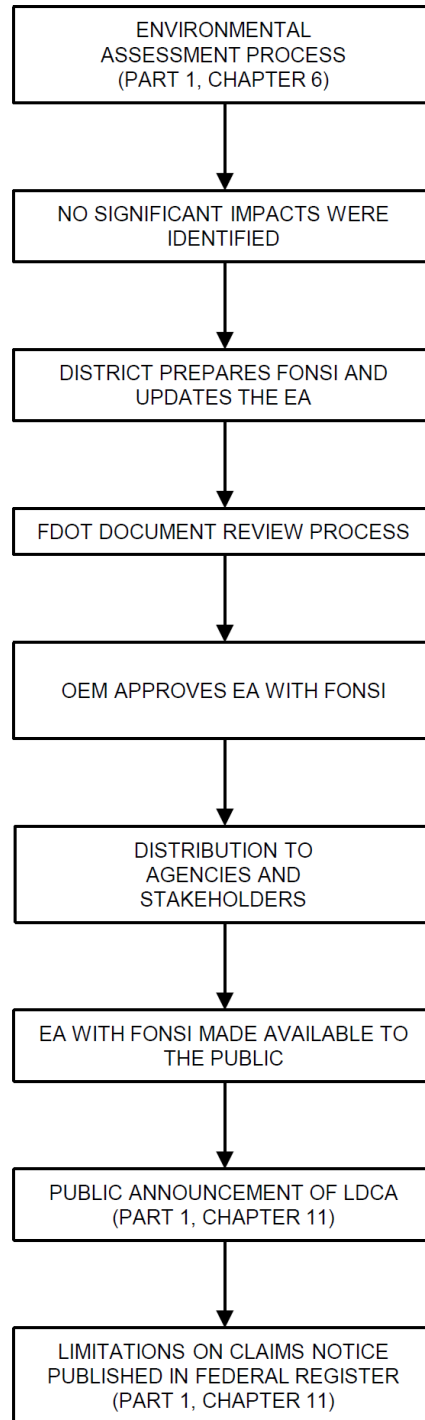 ENVIRONMENTAL
ASSESSMENT PROCESS
(PART 1, CHAPTER 6)
NO SIGNIFICANT IMPACTS WERE
IDENTIFIED
DISTRICT PREPARES FONSI AND
UPDATES THE EA
FDOT DOCUMENT REVIEW PROCESS
OEM APPROVES EA WITH FONSI
DISTRIBUTION TO
AGENCIES AND
STAKEHOLDERS
EA WITH FONSI MADE AVAILABLE TO
THE PUBLIC
PUBLIC ANNOUNCEMENT OF LDCA
(PART 1, CHAPTER 11)
LIMITATIONS ON CLAIMS NOTICE
PUBLISHED IN FEDERAL REGISTER
(PART 1, CHAPTER 11)